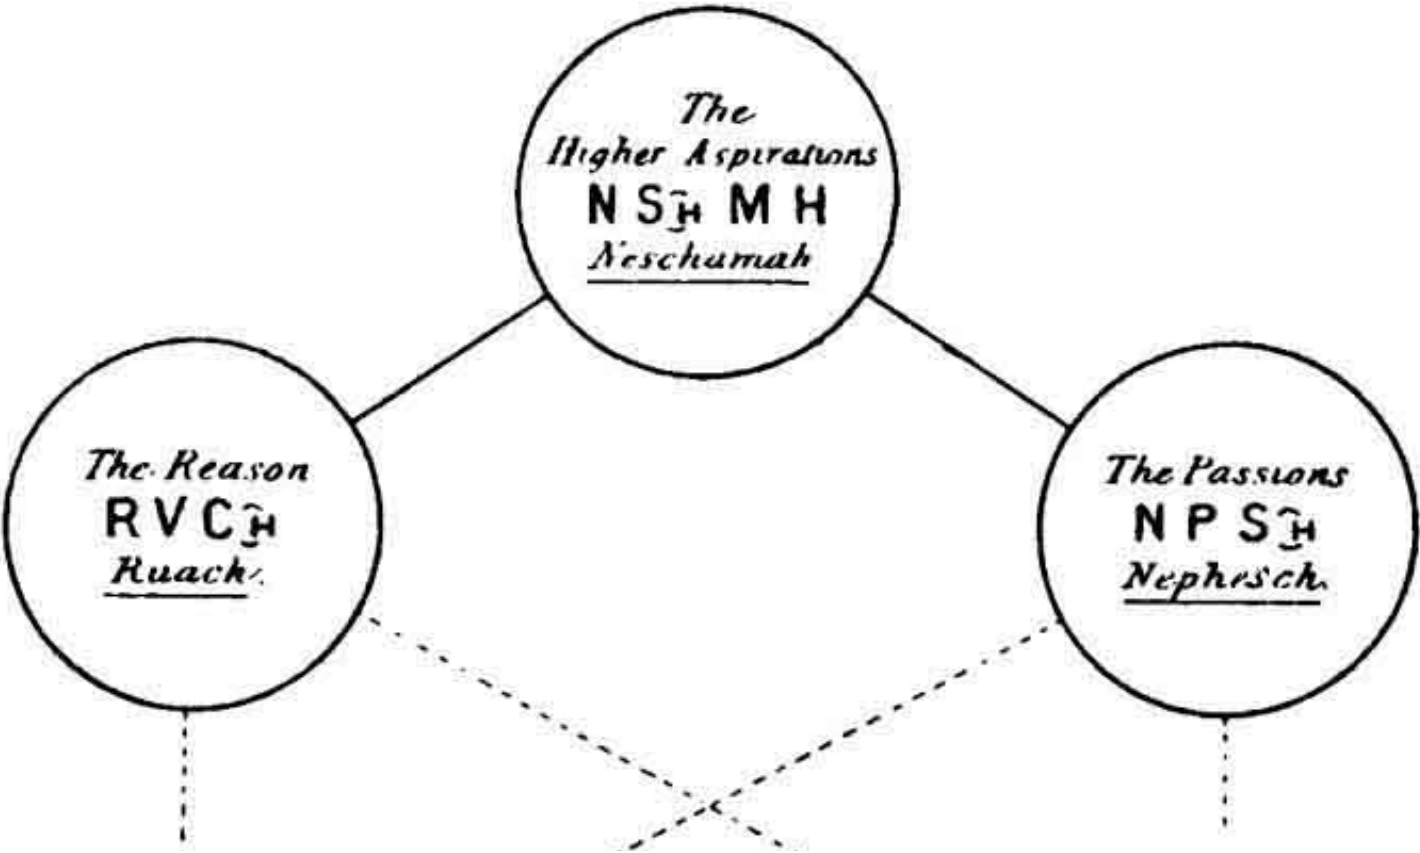 The
Higher Aspirations
N S(H) M H
Neschamah
The Reason
R V C(H)
Ruach
The Passions
N P S(H)
Nephesch